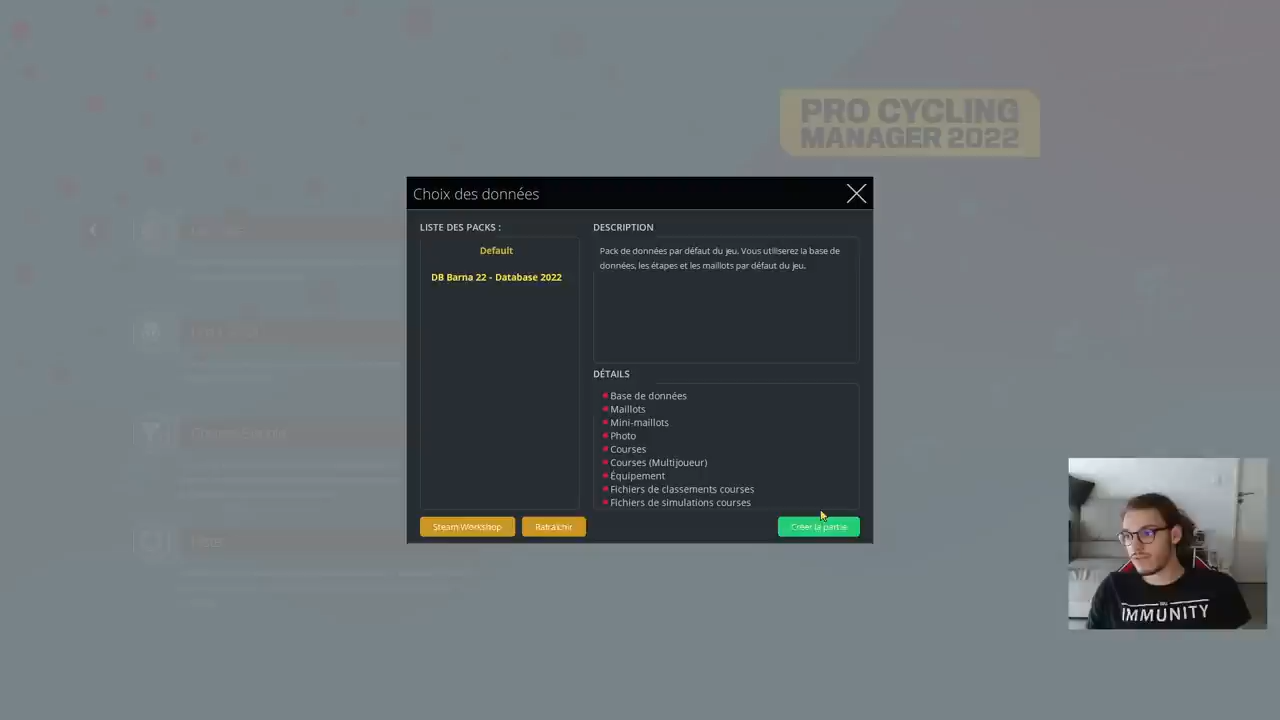 PRO CYCLING
MANAGER 2022
Choix des données
LISTE DES PACKS :
Default
DB Barna 22 - Database 2022
DESCRIPTION
Pack de données par défaut du jeu. Vous utiliserez la base de
données, les étapes et les maillots par défaut du jeu.
DÉTAILS
Base de données
Maillots
Mini-maillots
Photo
Courses
Courses (Multijoueur)
Équipement
Fichiers de classements courses
Fichiers de simulations courses
Steam Workshop
Rafraîchir
Créer la partie
IMMUNITY